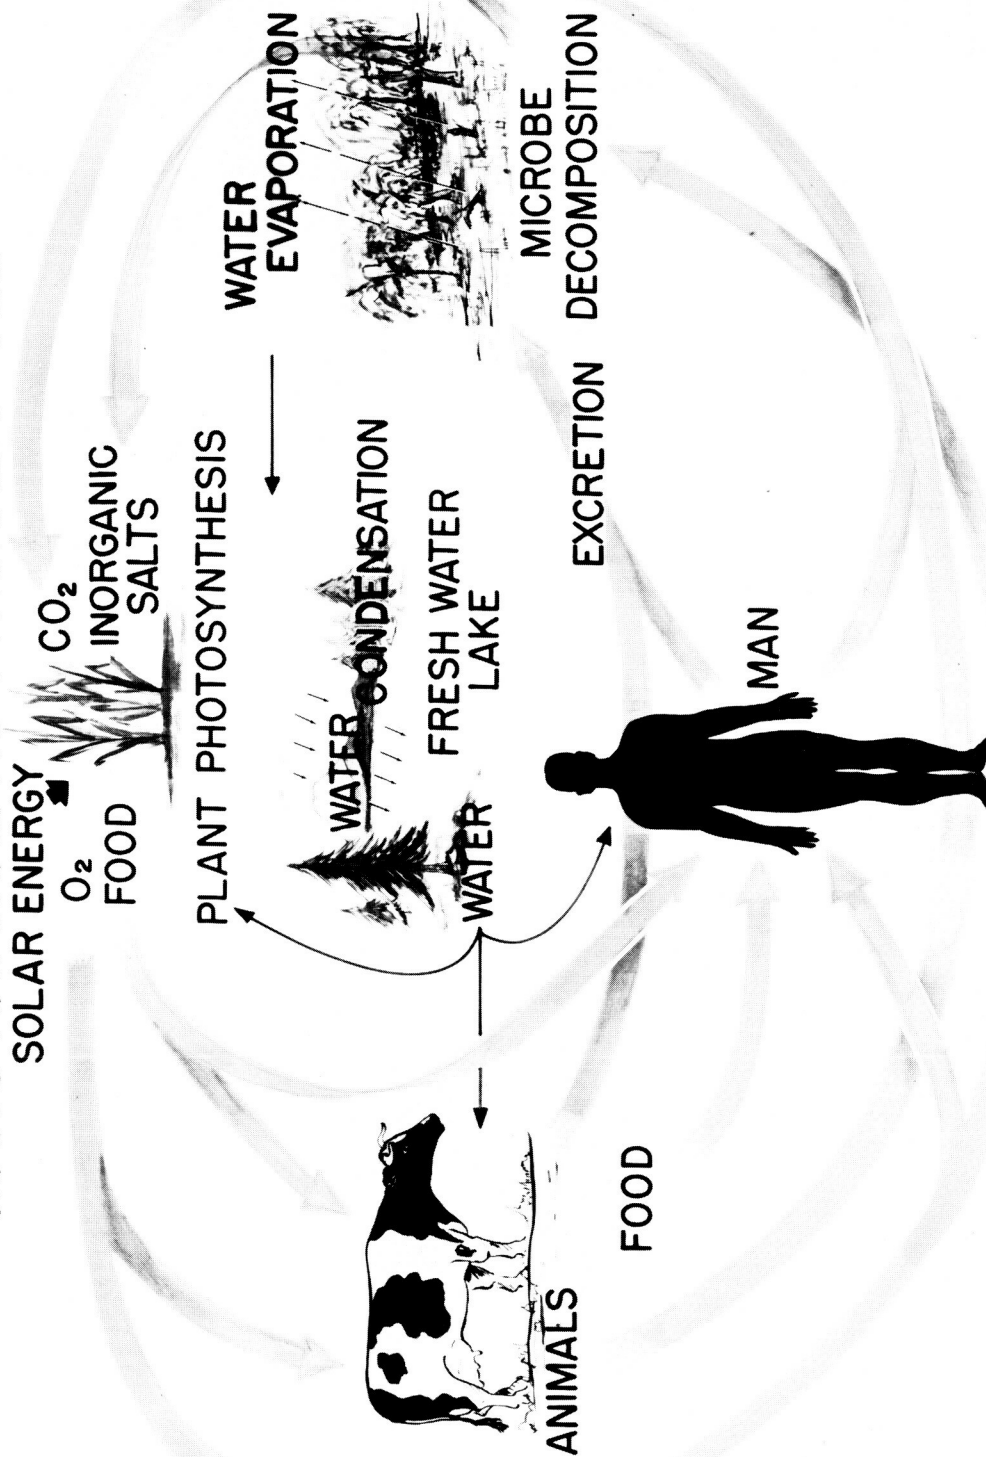 SOLAR ENERGY
O₂
FOOD
CO₂
INORGANIC
SALTS
PLANT PHOTOSYNTHESIS
WATER
EVAPORATION
WATER CONDENSATION
FRESH WATER
LAKE
WATER
MICROBE
DECOMPOSITION
ANIMALS
FOOD
EXCRETION
MAN